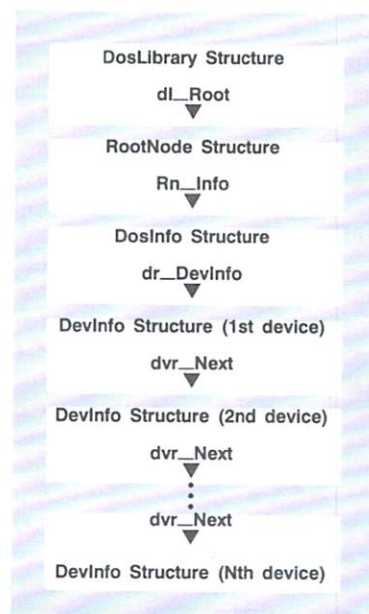 DosLibrary Structure
dl_Root
RootNode Structure
Rn_Info
DosInfo Structure
dr_DevInfo
DevInfo Structure (1st device)
dvr_Next
DevInfo Structure (2nd device)
dvr_Next
dvr_Next
DevInfo Structure (Nth device)